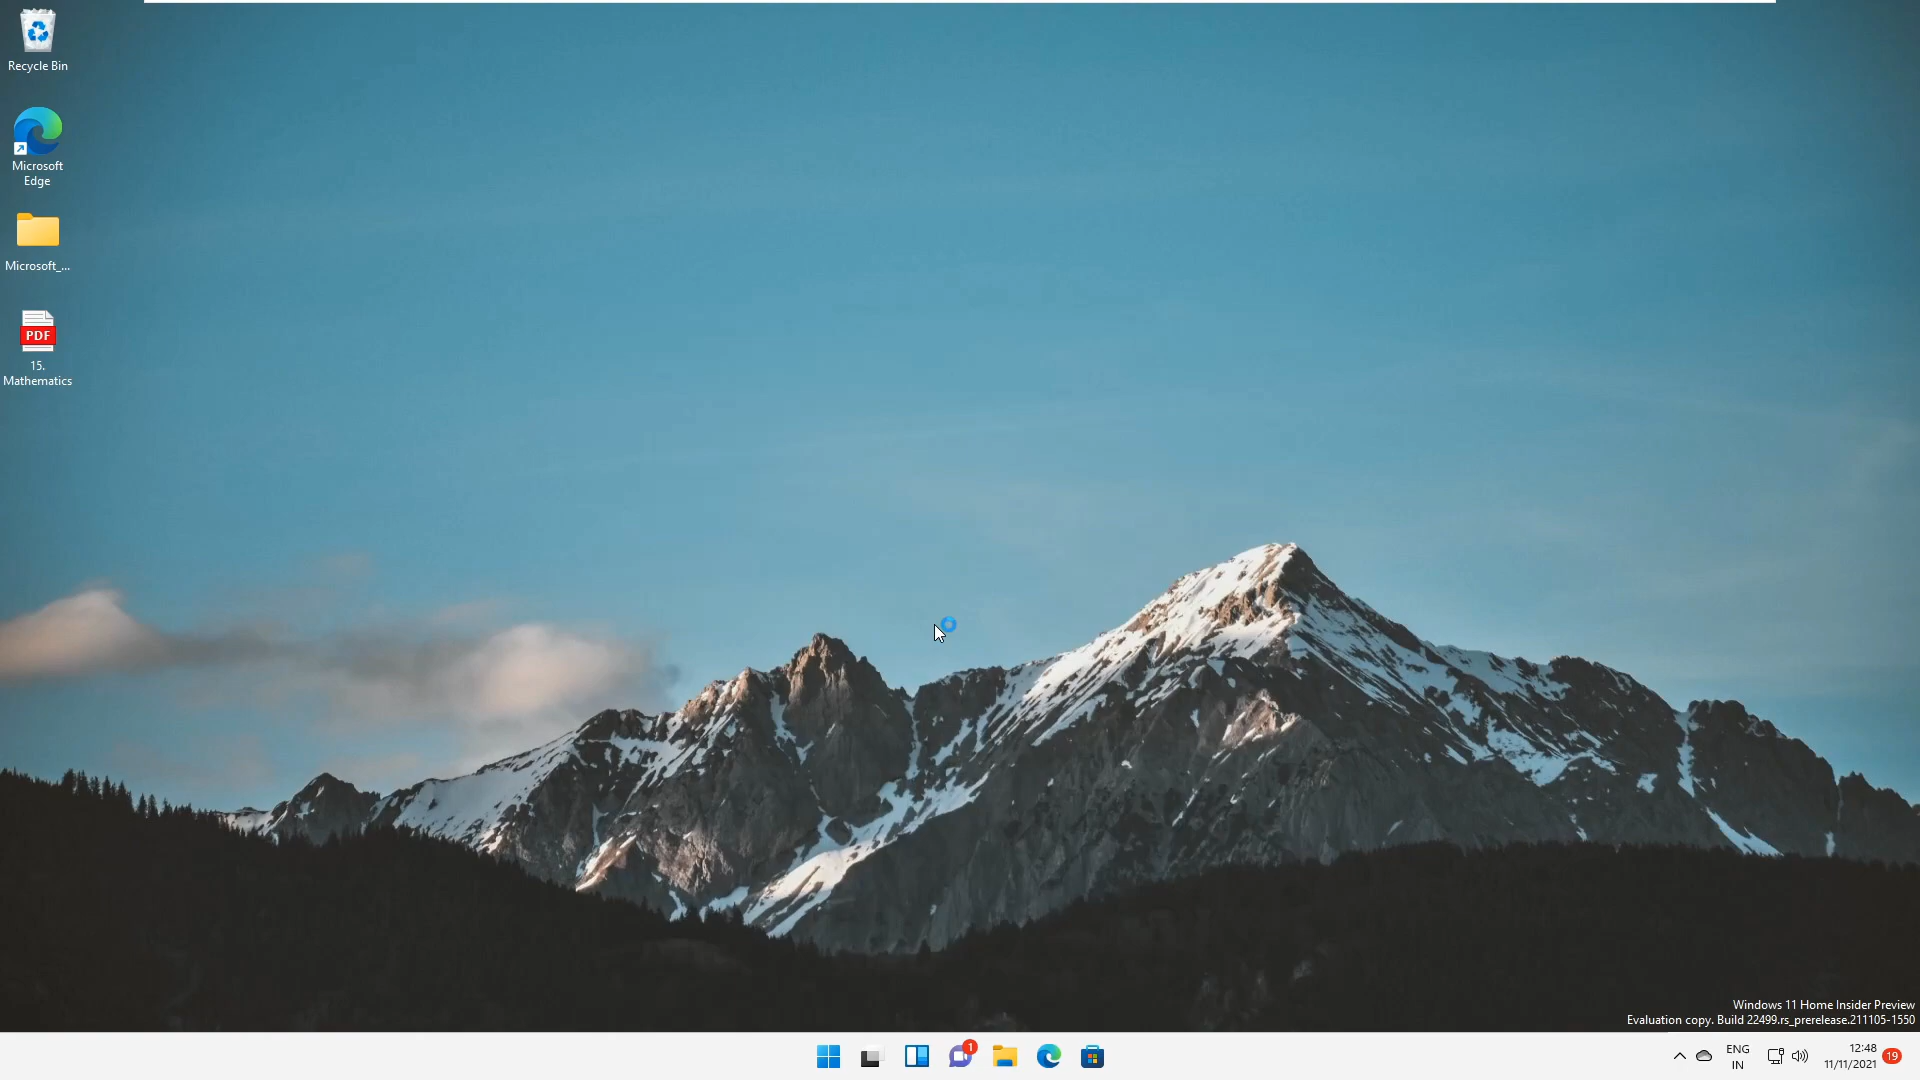 Recycle Bin
Microsoft
Edge
Microsoft_...
PDF
15.
Mathematics
Windows 11 Home Insider Preview
Evaluation copy. Build 22499.rs_prerelease.211105-1550
1
ENG
IN
12:48
11/11/2021
19